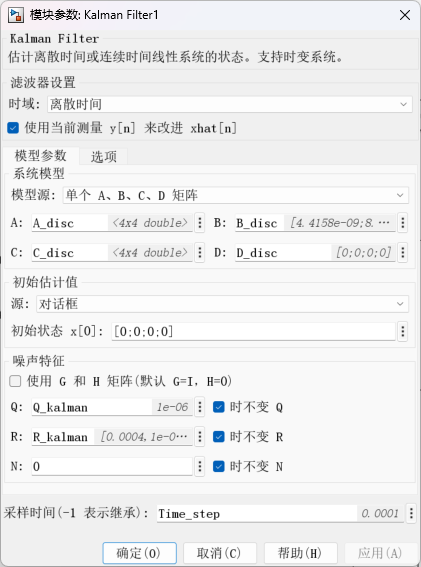 模块参数: Kalman Filter1
Kalman Filter
估计离散时间或连续时间线性系统的状态。支持时变系统。
滤波器设置
时域: 离散时间
使用当前测量 y[n] 来改进 xhat[n]
模型参数 选项
系统模型
模型源: 单个 A、B、C、D 矩阵
A: A_disc <4x4 double> B: B_disc [4.4158e-09;8.…
C: C_disc <4x4 double> D: D_disc [0;0;0;0]
初始估计值
源: 对话框
初始状态 x[0]: [0;0;0;0]
噪声特征
使用 G 和 H 矩阵(默认 G=I, H=0)
Q: Q_kalman 1e-06 时不变 Q
R: R_kalman [0.0004,1e-0… 时不变 R
N: 0 时不变 N
采样时间(-1 表示继承): Time_step 0.0001
确定(O) 取消(C) 帮助(H) 应用(A)